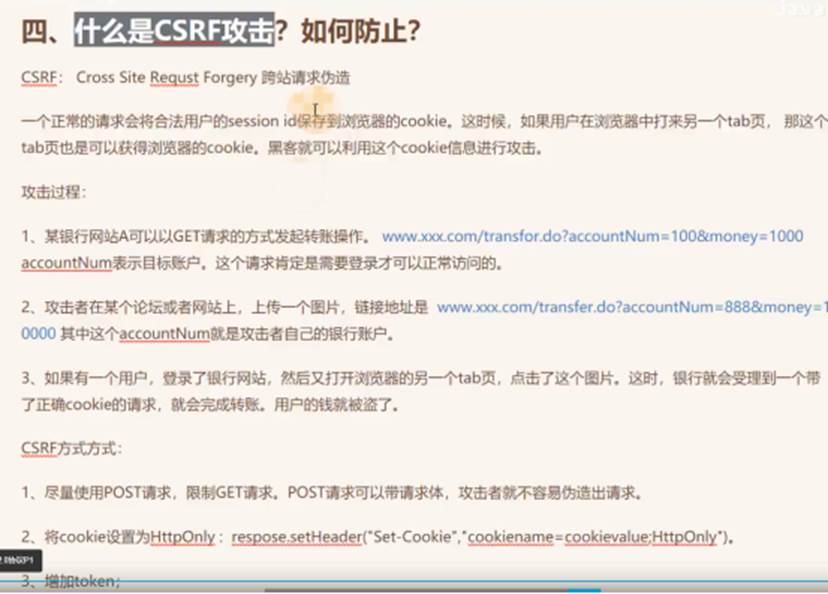 Java
四、什么是CSRF攻击？如何防止？
CSRF： Cross Site Requst Forgery 跨站请求伪造
一个正常的请求会将合法用户的session id保存到浏览器的cookie。这时候，如果用户在浏览器中打来另一个tab页， 那这个
tab页也是可以获得浏览器的cookie。黑客就可以利用这个cookie信息进行攻击。
攻击过程：
1、某银行网站A可以以GET请求的方式发起转账操作。 www.xxx.com/transfor.do?accountNum=100&money=1000
accountNum表示目标账户。这个请求肯定是需要登录才可以正常访问的。
2、攻击者在某个论坛或者网站上，上传一个图片，链接地址是 www.xxx.com/transfer.do?accountNum=888&money=1
0000 其中这个accountNum就是攻击者自己的银行账户。
3、如果有一个用户，登录了银行网站，然后又打开浏览器的另一个tab页，点击了这个图片。这时，银行就会受理到一个带
了正确cookie的请求，就会完成转账。用户的钱就被盗了。
CSRF方式方式：
1、尽量使用POST请求，限制GET请求。POST请求可以带请求体，攻击者就不容易伪造出请求。
2、将cookie设置为HttpOnly： respose.setHeader("Set-Cookie","cookiename=cookievalue;HttpOnly")。
3、增加token；